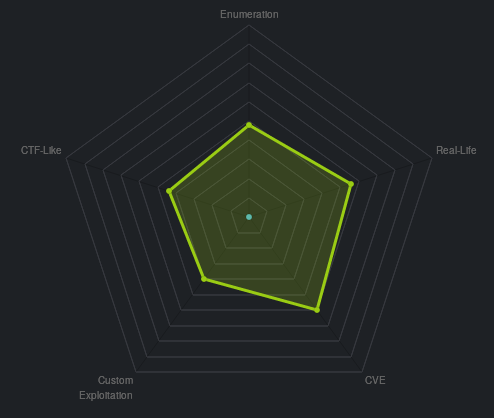 Enumeration
CTF-Like
Real-Life
Custom
Exploitation
CVE